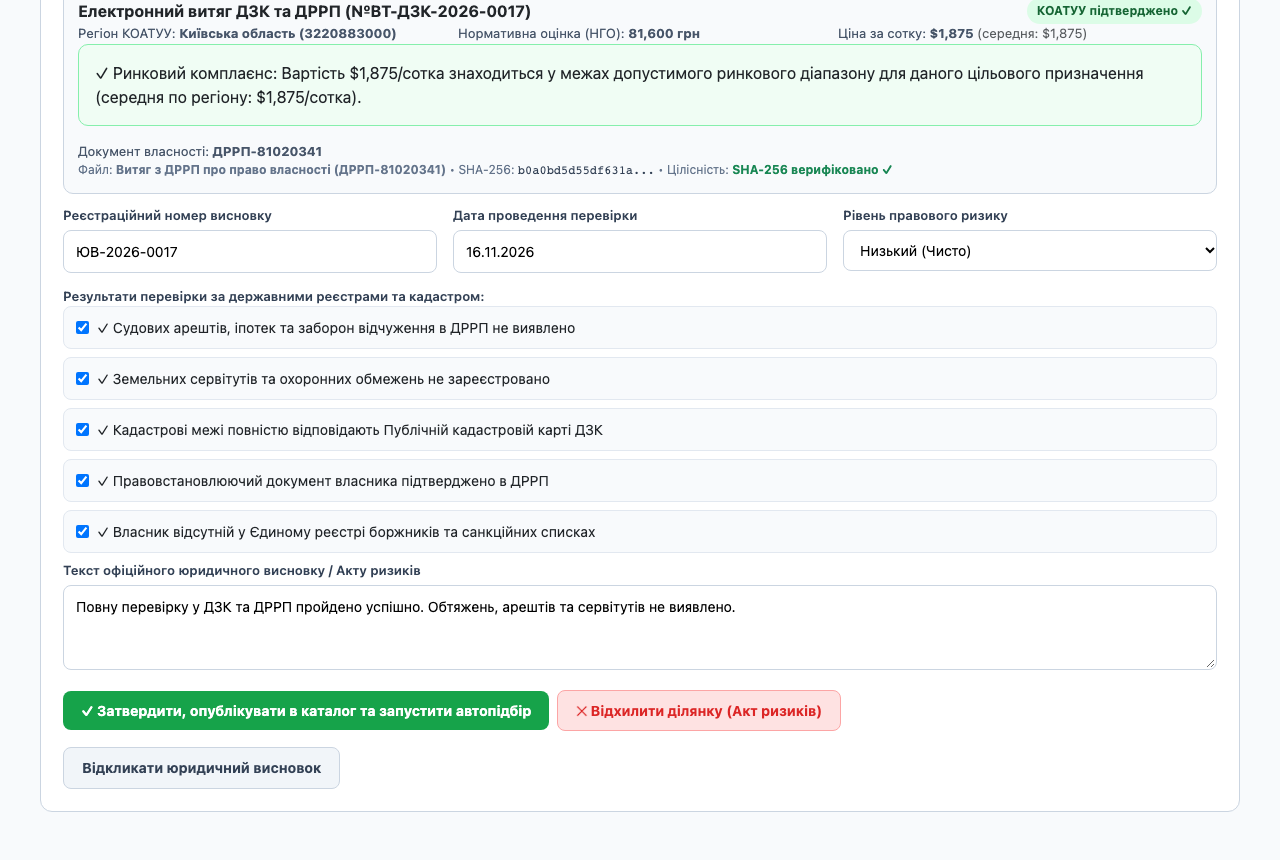 Електронний витяг ДЗК та ДРРП (№ВТ-ДЗК-2026-0017)
КОАТУУ підтверджено ✓
Регіон КОАТУУ: Київська область (3220883000)
Нормативна оцінка (НГО): 81,600 грн
Ціна за сотку: $1,875 (середня: $1,875)
✓ Ринковий комплаєнс: Вартість $1,875/сотка знаходиться у межах допустимого ринкового діапазону для даного цільового призначення
(середня по регіону: $1,875/сотка).
Документ власності: ДРРП-81020341
Файл: Витяг з ДРРП про право власності (ДРРП-81020341) • SHA-256: b0a0bd5d55df631a... • Цілісність: SHA-256 верифіковано ✓
Реєстраційний номер висновку
Дата проведення перевірки
Рівень правового ризику
ЮВ-2026-0017
16.11.2026
Низький (Чисто)
Результати перевірки за державними реєстрами та кадастром:
✓ Судових арештів, іпотек та заборон відчуження в ДРРП не виявлено
✓ Земельних сервітутів та охоронних обмежень не зареєстровано
✓ Кадастрові межі повністю відповідають Публічній кадастровій карті ДЗК
✓ Правовстановлюючий документ власника підтверджено в ДРРП
✓ Власник відсутній у Єдиному реєстрі боржників та санкційних списках
Текст офіційного юридичного висновку / Акту ризиків
Повну перевірку у ДЗК та ДРРП пройдено успішно. Обтяжень, арештів та сервітутів не виявлено.
✓ Затвердити, опублікувати в каталог та запустити автопідбір
✕ Відхилити ділянку (Акт ризиків)
Відкликати юридичний висновок